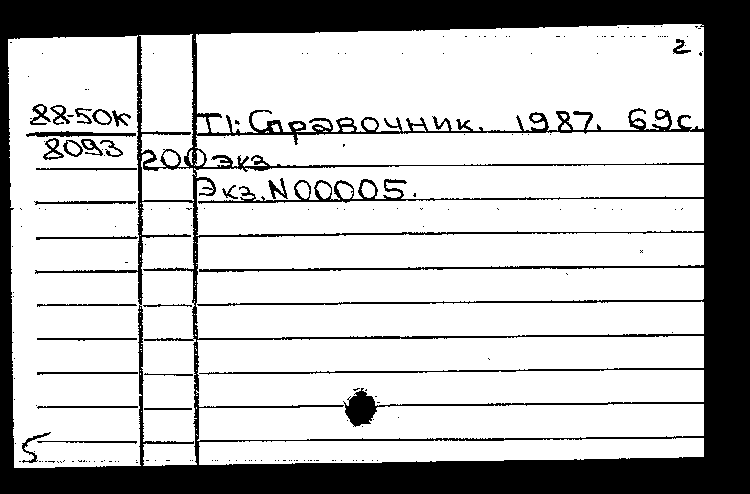 2.
88-50к
8093
Т1: Справочник. 1987. 69с.
200 экз.
Экз. N00005.
5